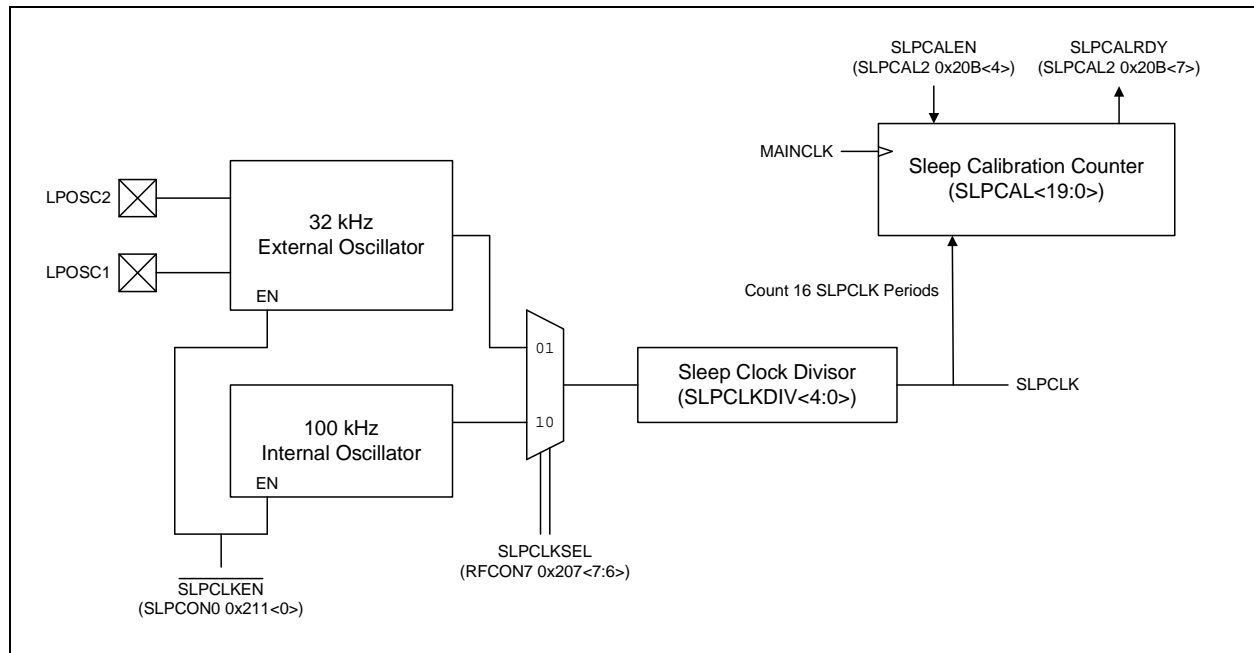 SLPCALEN
(SLPCAL2 0x20B<4>)
SLPCALRDY
(SLPCAL2 0x20B<7>)
MAINCLK
Sleep Calibration Counter
(SLPCAL<19:0>)
LPOSC2
LPOSC1
32 kHz
External Oscillator
EN
Count 16 SLPCLK Periods
01
10
Sleep Clock Divisor
(SLPCLKDIV<4:0>)
SLPCLK
100 kHz
Internal Oscillator
EN
SLPCLKSEL
(RFCON7 0x207<7:6>)
SLPCLKEN
(SLPCON0 0x211<0>)